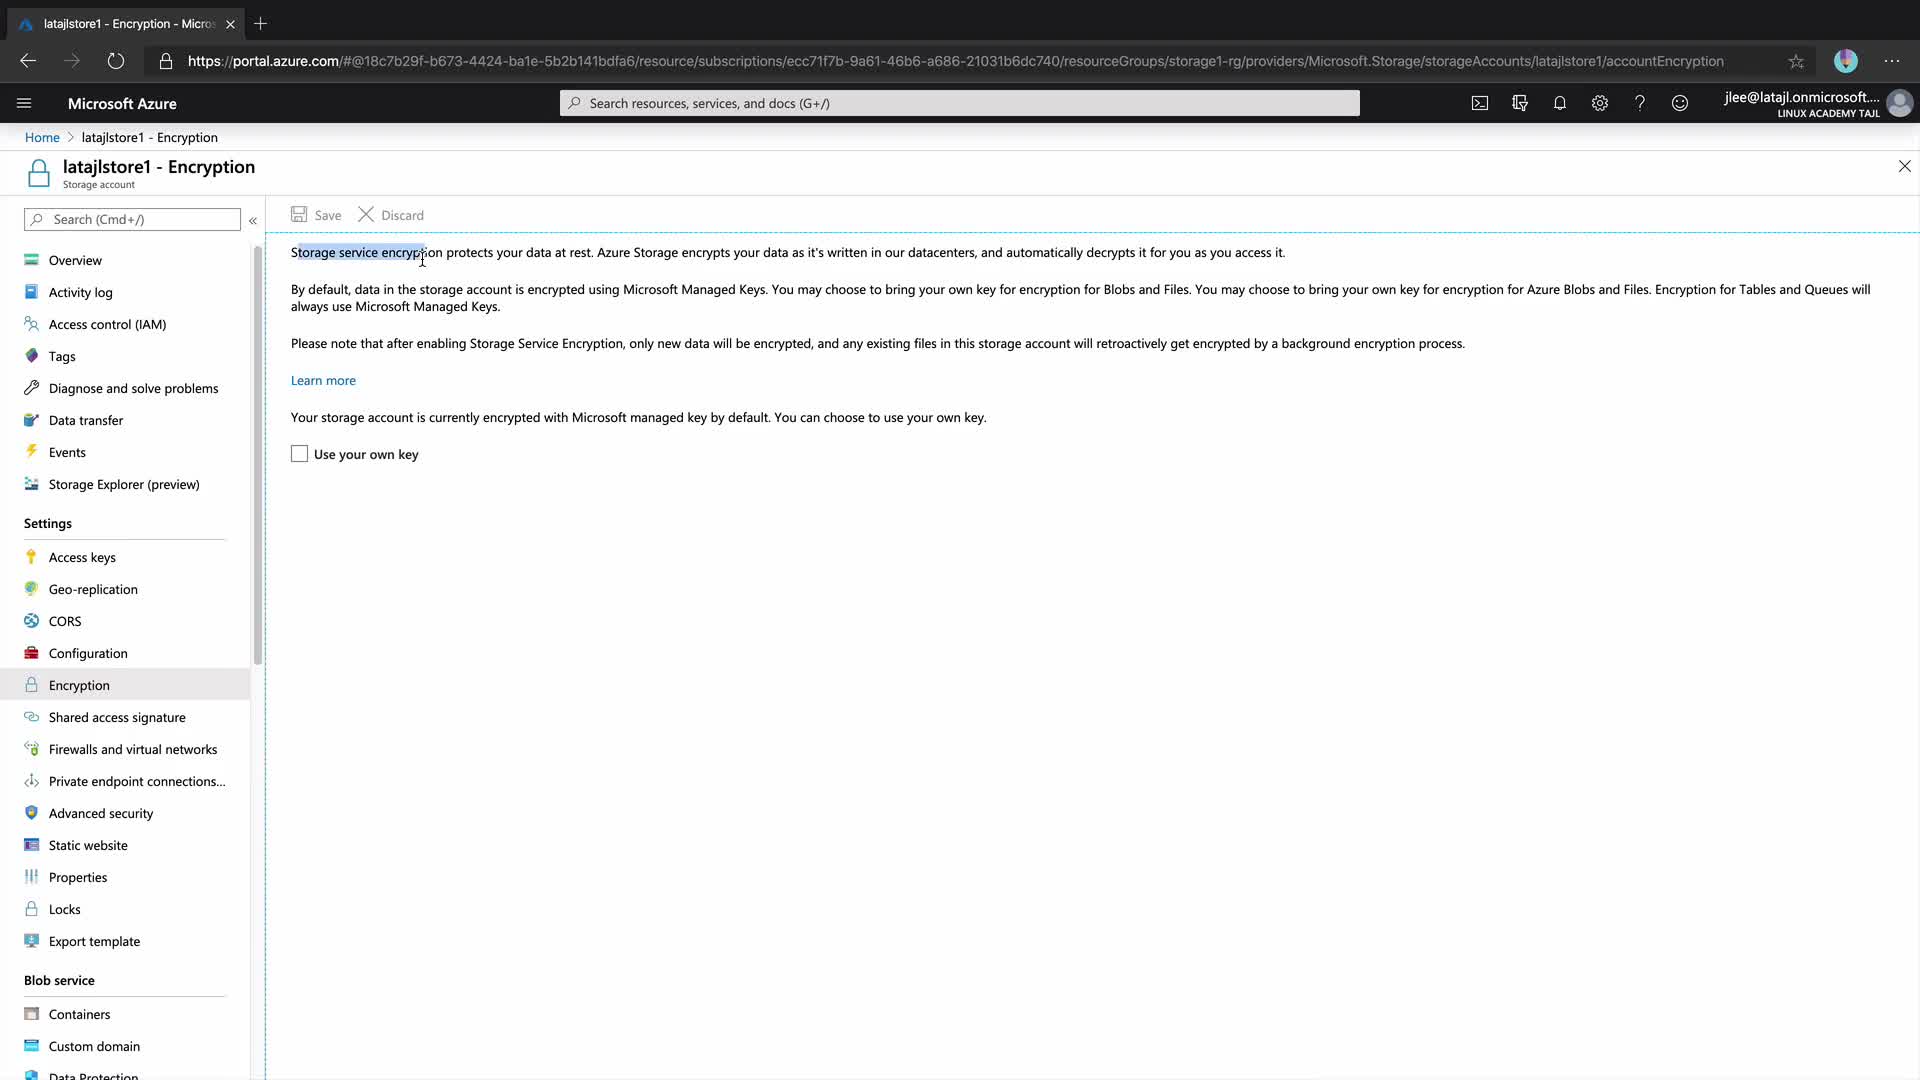 latajlstore1 - Encryption - Micros
https://portal.azure.com/#@18c7b29f-b673-4424-ba1e-5b2b141bdfa6/resource/subscriptions/ecc71f7b-9a61-46b6-a686-21031b6dc740/resourceGroups/storage1-rg/providers/Microsoft.Storage/storageAccounts/latajlstore1/accountEncryption
Microsoft Azure
Search resources, services, and docs (G+/)
jlee@latajl.onmicrosoft....
LINUX ACADEMY TAJL
Home > latajlstore1 - Encryption
latajlstore1 - Encryption
Storage account
Search (Cmd+/)
«
Overview
Activity log
Access control (IAM)
Tags
Diagnose and solve problems
Data transfer
Events
Storage Explorer (preview)
Settings
Access keys
Geo-replication
CORS
Configuration
Encryption
Shared access signature
Firewalls and virtual networks
Private endpoint connections...
Advanced security
Static website
Properties
Locks
Export template
Blob service
Containers
Custom domain
Data Protection
Save
Discard
Storage service encryption protects your data at rest. Azure Storage encrypts your data as it's written in our datacenters, and automatically decrypts it for you as you access it.
By default, data in the storage account is encrypted using Microsoft Managed Keys. You may choose to bring your own key for encryption for Blobs and Files. You may choose to bring your own key for encryption for Azure Blobs and Files. Encryption for Tables and Queues will
always use Microsoft Managed Keys.
Please note that after enabling Storage Service Encryption, only new data will be encrypted, and any existing files in this storage account will retroactively get encrypted by a background encryption process.
Learn more
Your storage account is currently encrypted with Microsoft managed key by default. You can choose to use your own key.
Use your own key